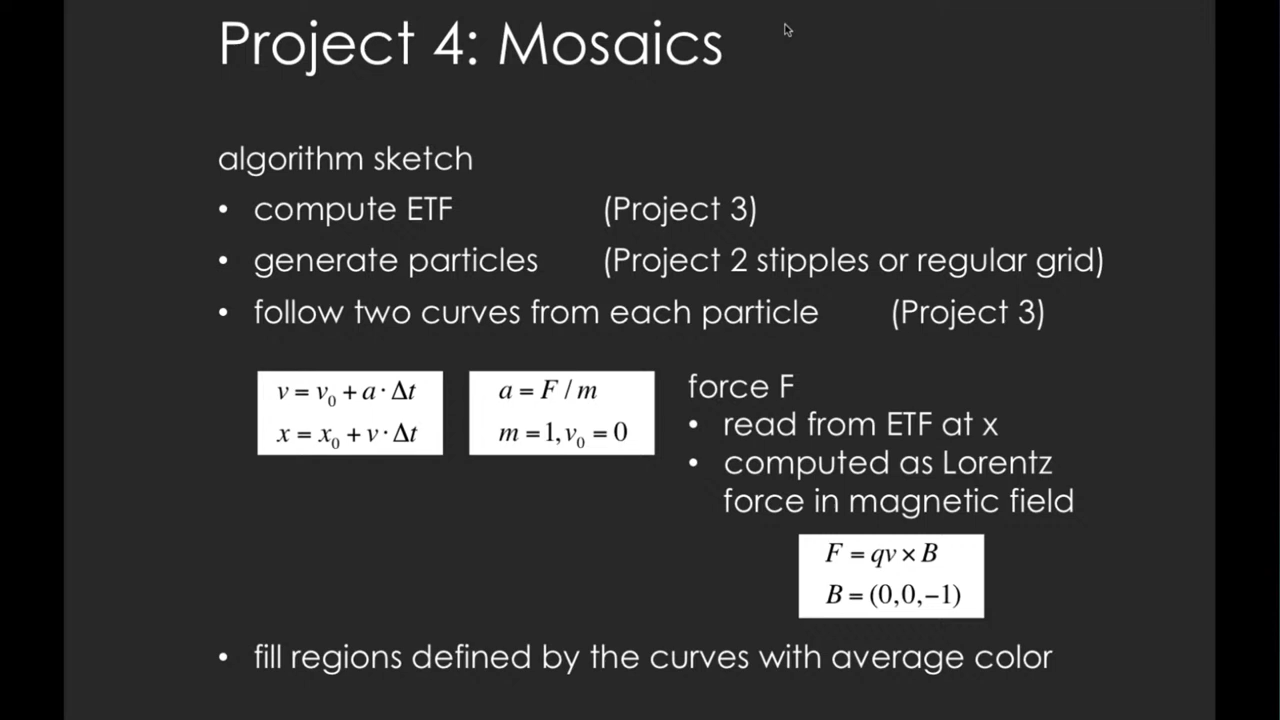 Project 4: Mosaics
algorithm sketch
• compute ETF (Project 3)
• generate particles (Project 2 stipples or regular grid)
• follow two curves from each particle (Project 3)
v = v₀ + a · Δt
x = x₀ + v · Δt
a = F / m
m = 1, v₀ = 0
force F
• read from ETF at x
• computed as Lorentz
force in magnetic field
F = qv × B
B = (0,0,−1)
• fill regions defined by the curves with average color